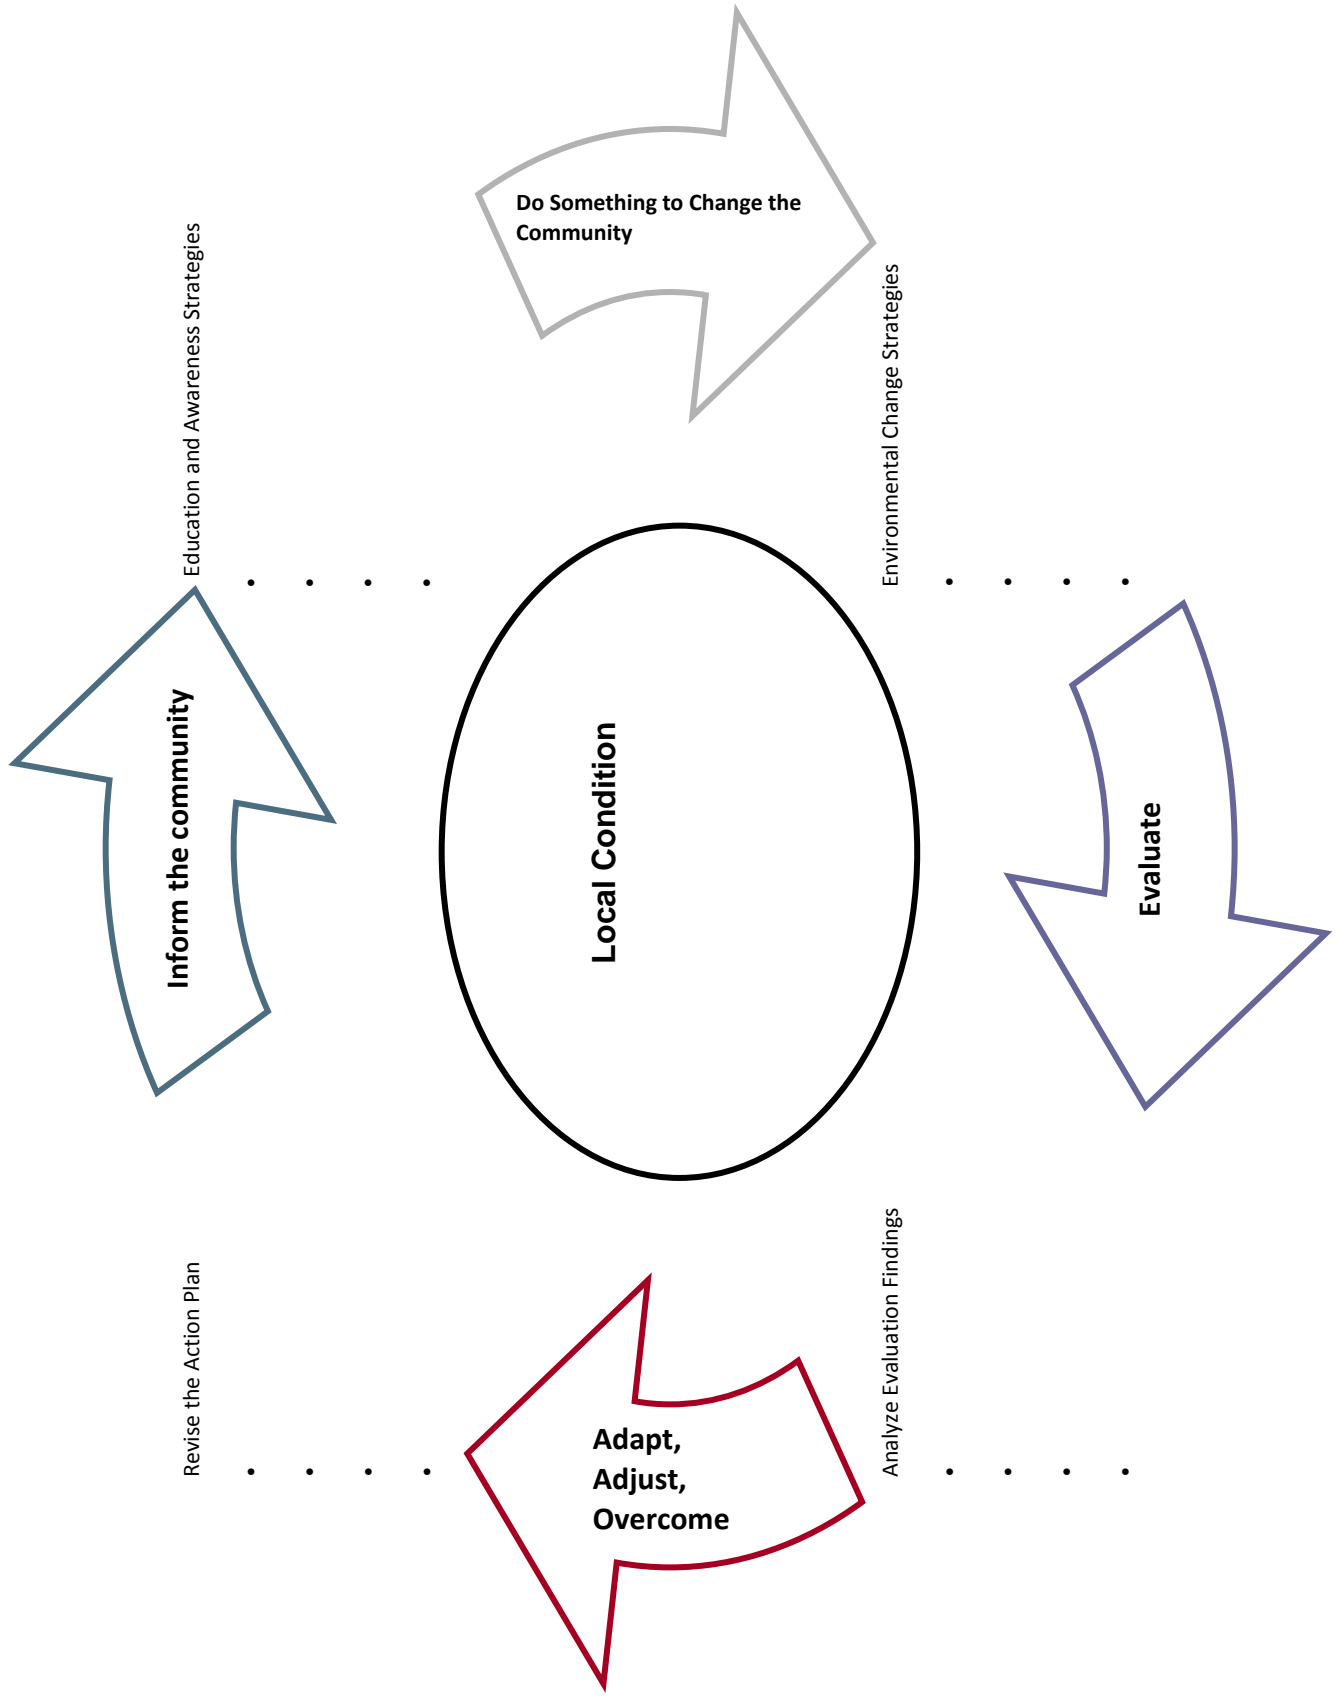 Revise the Action Plan
Inform the community
Education and Awareness Strategies
Adapt,
Adjust,
Overcome
Local Condition
Do Something to Change the
Community
Analyze Evaluation Findings
Environmental Change Strategies
Evaluate